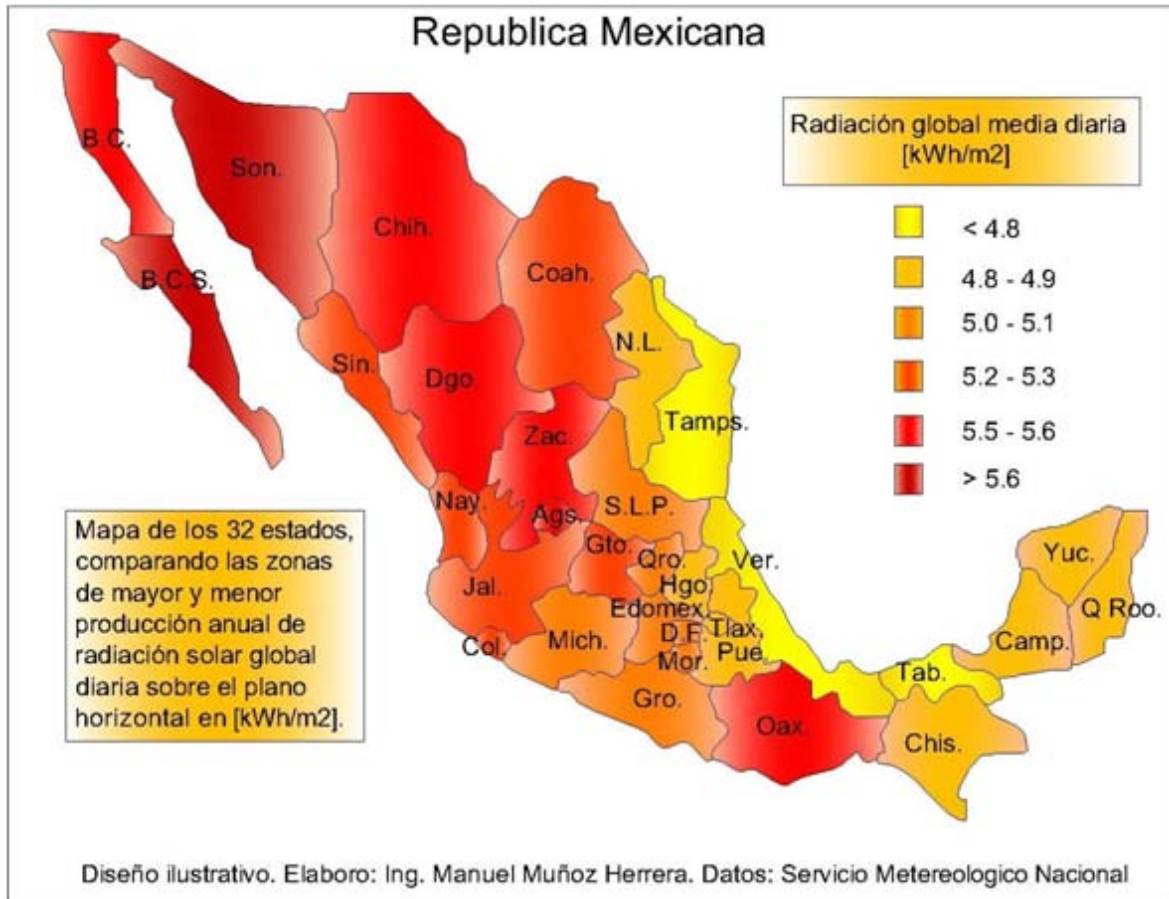 Republica Mexicana
Radiación global media diaria
[kWh/m2]
< 4.8
4.8 - 4.9
5.0 - 5.1
5.2 - 5.3
5.5 - 5.6
> 5.6
B.C.
Son.
Chih.
B.C.S.
Coah.
Sin.
N.L.
Dgo.
Tamps.
Zac.
Nay.
Ags.
S.L.P.
Gto.
Qro.
Ver.
Hgo.
Jal.
Edomex.
Col.
Mich.
D.F.
Tlax.
Mor.
Pue.
Gro.
Oax.
Tab.
Chis.
Camp.
Yuc.
Q Roo.
Mapa de los 32 estados,
comparando las zonas
de mayor y menor
producción anual de
radiación solar global
diaria sobre el plano
horizontal en [kWh/m2].
Diseño ilustrativo. Elaboro: Ing. Manuel Muñoz Herrera. Datos: Servicio Metereologico Nacional